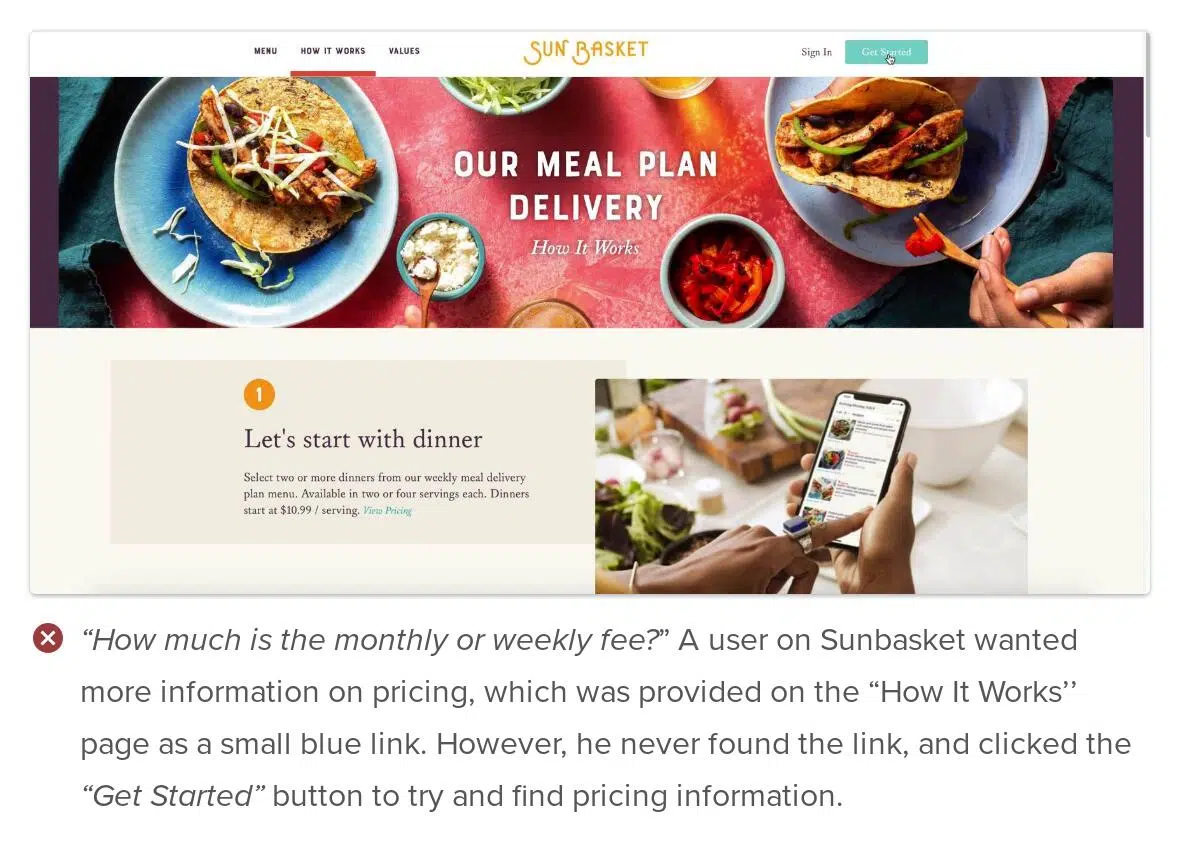 MENU
HOW IT WORKS
VALUES
SUN BASKET
Sign In
Get Started
OUR MEAL PLAN
DELIVERY
How It Works
1
Let's start with dinner
Select two or more dinners from our weekly meal delivery
plan menu. Available in two or four servings each. Dinners
start at $10.99 / serving. View Pricing
“How much is the monthly or weekly fee?” A user on Sunbasket wanted
more information on pricing, which was provided on the “How It Works’’
page as a small blue link. However, he never found the link, and clicked the
“Get Started” button to try and find pricing information.